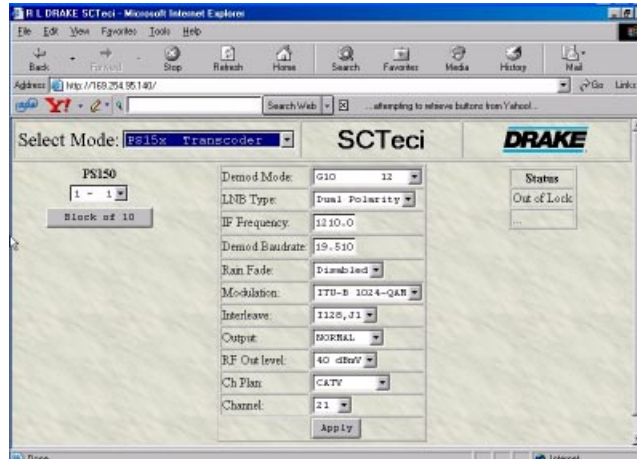 R L DRAKE SCTeci - Microsoft Internet Explorer
File Edit View Favorites Tools Help
Back Forward Stop Refresh Home Search Favorites Media History Mail
Address http://169.254.95.140/ Go Links
Y! Search Web ...attempting to retrieve buttons from Yahoo!...
Select Mode: PS15x Transcoder SCTeci DRAKE
PS150
1 - 1
Block of 10
Demod Mode: G10 12
LNB Type: Dual Polarity
IF Frequency: 1210.0
Demod Baudrate: 19.510
Rain Fade: Disabled
Modulation: ITU-B 1024-QAM
Interleave: I128,J1
Output: NORMAL
RF Out level: 40 dBmV
Ch Plan: CATV
Channel: 21
Apply
Status
Out of Lock
...
Done Internet